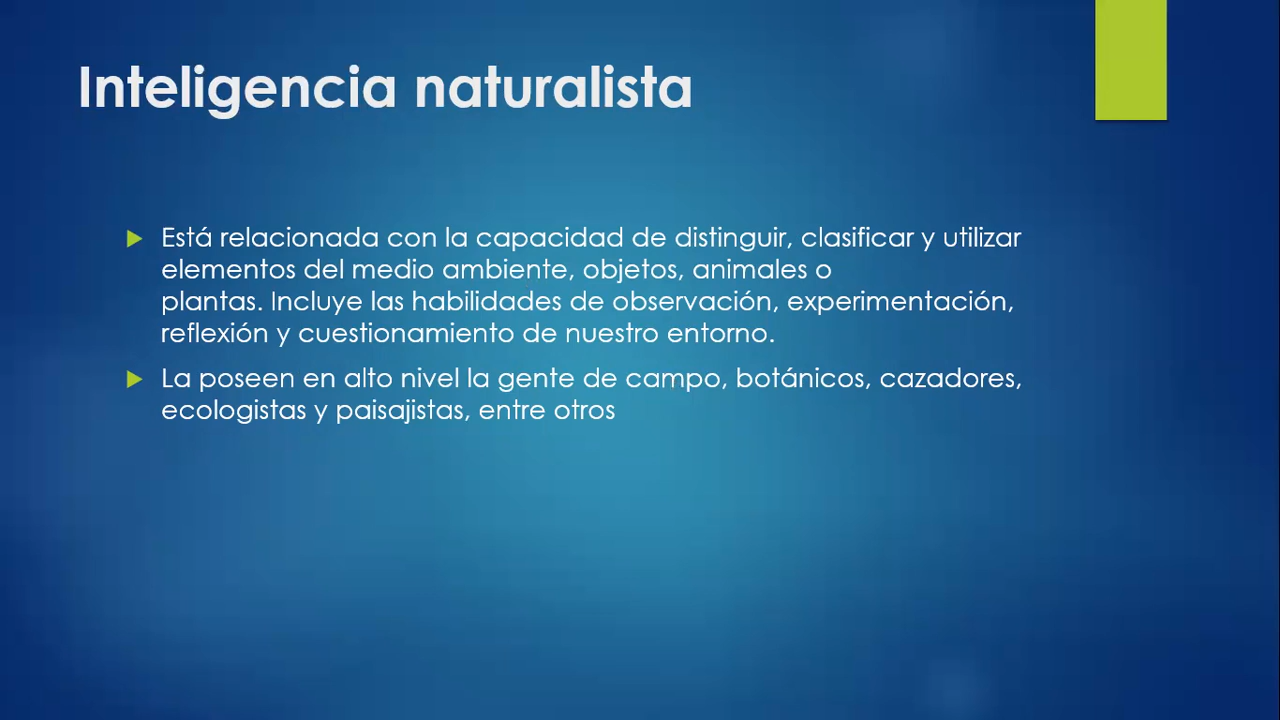 Inteligencia naturalista
Está relacionada con la capacidad de distinguir, clasificar y utilizar
elementos del medio ambiente, objetos, animales o
plantas. Incluye las habilidades de observación, experimentación,
reflexión y cuestionamiento de nuestro entorno.
La poseen en alto nivel la gente de campo, botánicos, cazadores,
ecologistas y paisajistas, entre otros